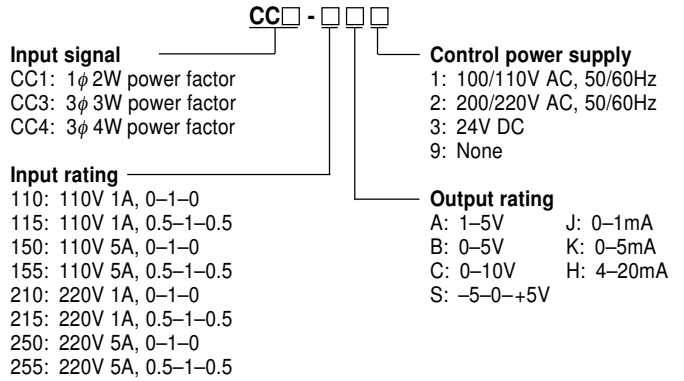 CC□ - □ □ □
Input signal
CC1: 1ϕ 2W power factor
CC3: 3ϕ 3W power factor
CC4: 3ϕ 4W power factor
Input rating
110: 110V 1A, 0–1–0
115: 110V 1A, 0.5–1–0.5
150: 110V 5A, 0–1–0
155: 110V 5A, 0.5–1–0.5
210: 220V 1A, 0–1–0
215: 220V 1A, 0.5–1–0.5
250: 220V 5A, 0–1–0
255: 220V 5A, 0.5–1–0.5
Control power supply
1: 100/110V AC, 50/60Hz
2: 200/220V AC, 50/60Hz
3: 24V DC
9: None
Output rating
A: 1–5V J: 0–1mA
B: 0–5V K: 0–5mA
C: 0–10V H: 4–20mA
S: –5–0–+5V